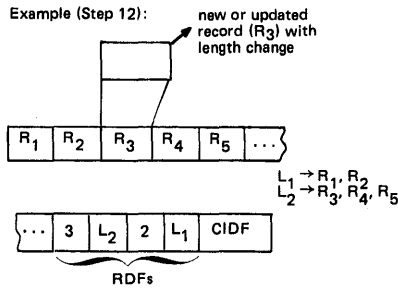 Example (Step 12):
new or updated
record (R₃) with
length change
R₁ R₂ R₃ R₄ R₅ ...
L₁ → R₁, R₂
L₂ → R₃, R₄, R₅
... 3 L₂ 2 L₁ CIDF
RDFs